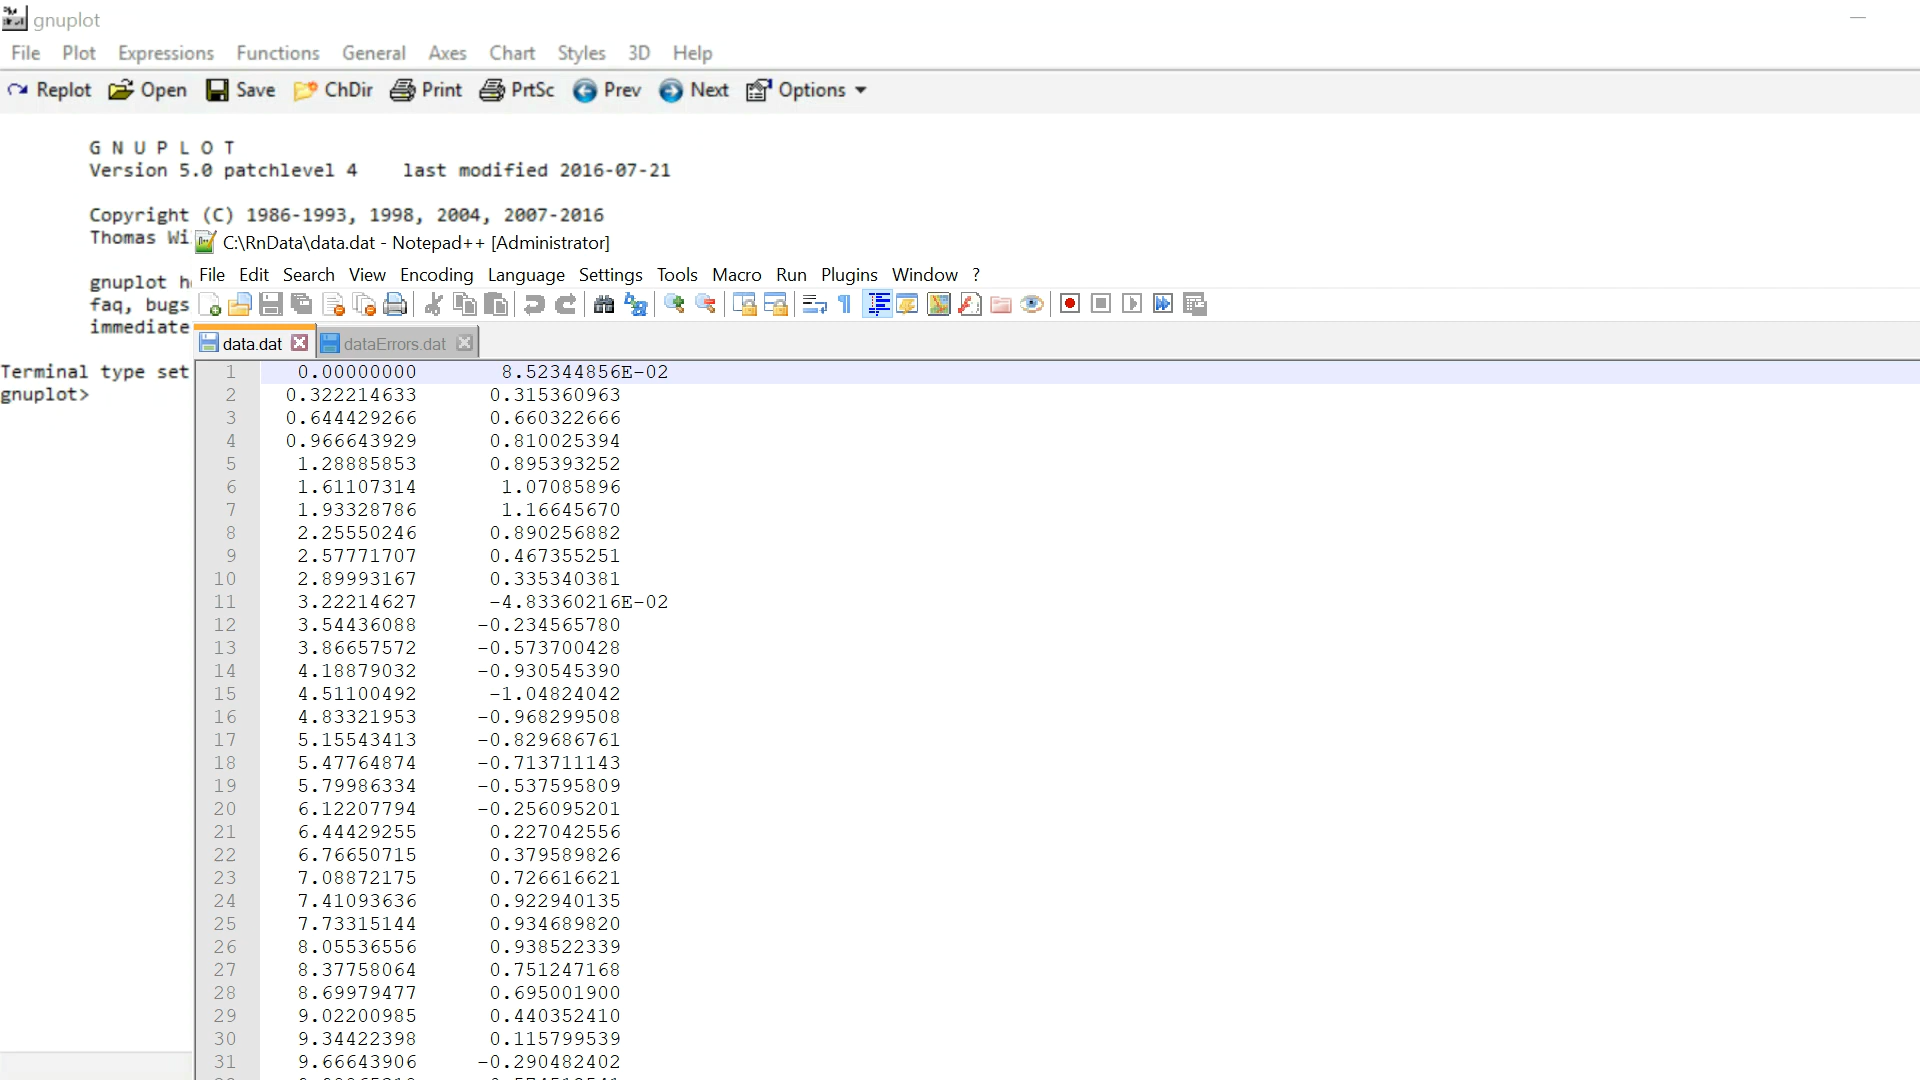 gnuplot
File Plot Expressions Functions General Axes Chart Styles 3D Help
Replot Open Save ChDir Print PrtSc Prev Next Options
G N U P L O T
Version 5.0 patchlevel 4 last modified 2016-07-21
Copyright (C) 1986-1993, 1998, 2004, 2007-2016
Thomas Wi
gnuplot h
faq, bugs
immediate
Terminal type set
gnuplot>
C:\RnData\data.dat - Notepad++ [Administrator]
File Edit Search View Encoding Language Settings Tools Macro Run Plugins Window ?
data.dat dataErrors.dat
1 0.00000000 8.52344856E-02
2 0.322214633 0.315360963
3 0.644429266 0.660322666
4 0.966643929 0.810025394
5 1.28885853 0.895393252
6 1.61107314 1.07085896
7 1.93328786 1.16645670
8 2.25550246 0.890256882
9 2.57771707 0.467355251
10 2.89993167 0.335340381
11 3.22214627 -4.83360216E-02
12 3.54436088 -0.234565780
13 3.86657572 -0.573700428
14 4.18879032 -0.930545390
15 4.51100492 -1.04824042
16 4.83321953 -0.968299508
17 5.15543413 -0.829686761
18 5.47764874 -0.713711143
19 5.79986334 -0.537595809
20 6.12207794 -0.256095201
21 6.44429255 0.227042556
22 6.76650715 0.379589826
23 7.08872175 0.726616621
24 7.41093636 0.922940135
25 7.73315144 0.934689820
26 8.05536556 0.938522339
27 8.37758064 0.751247168
28 8.69979477 0.695001900
29 9.02200985 0.440352410
30 9.34422398 0.115799539
31 9.66643906 -0.290482402